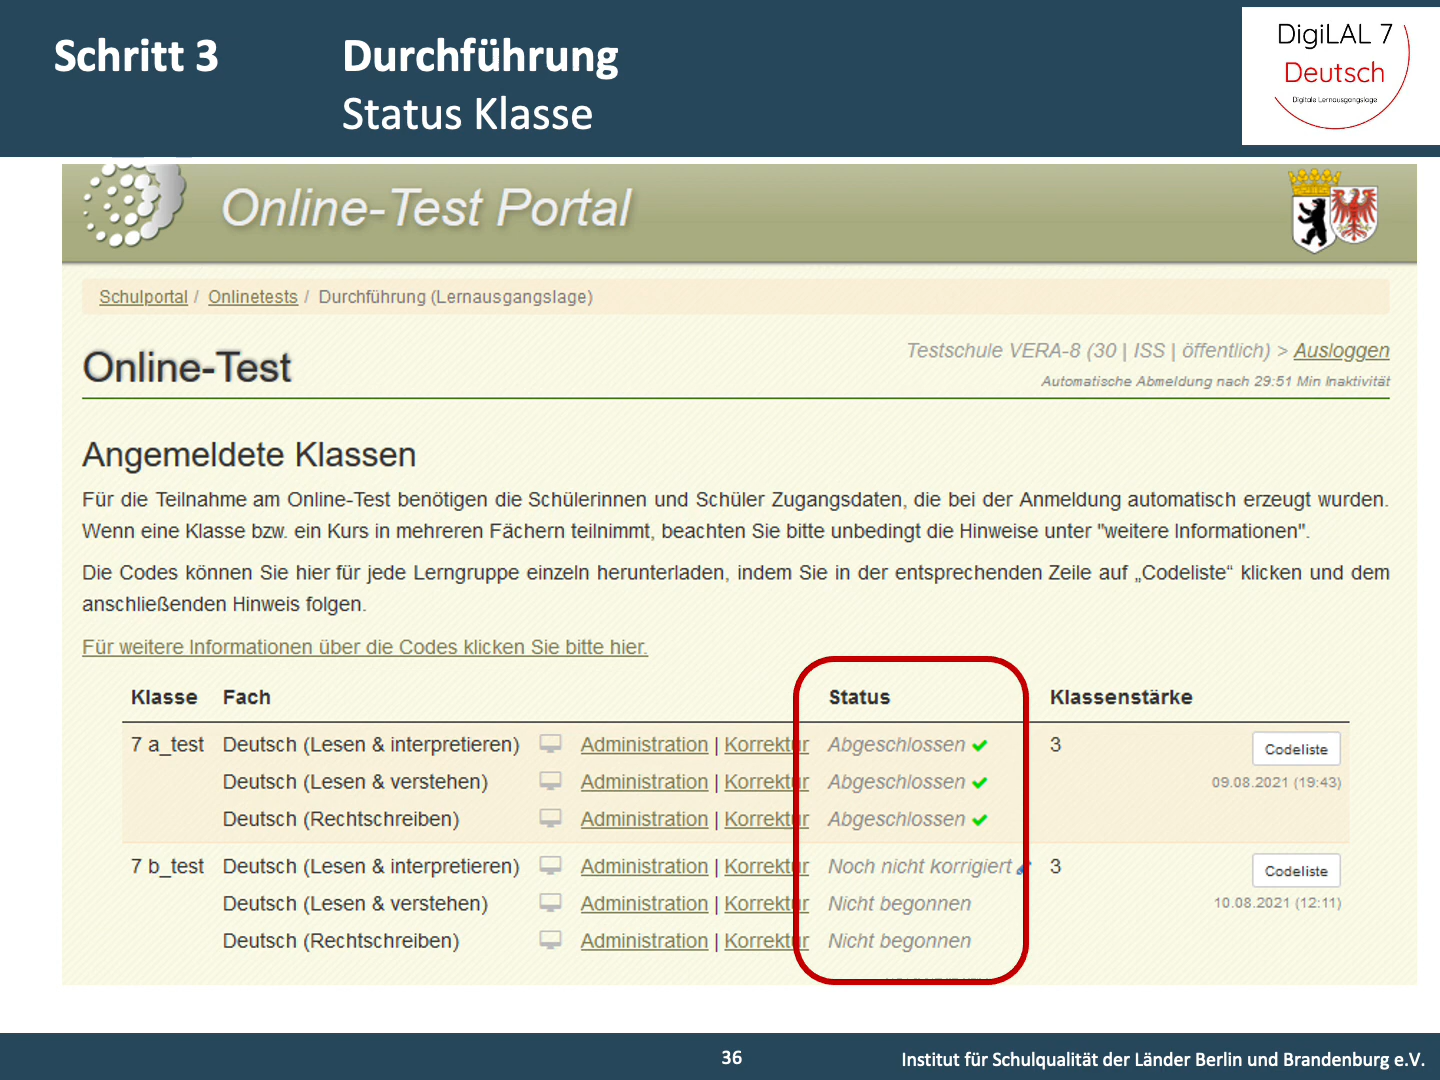 Schritt 3 Durchführung
Status Klasse
DigiLAL 7
Deutsch
Digitale Lernausgangslage
Online-Test Portal
Schulportal / Onlinetests / Durchführung (Lernausgangslage)
Online-Test
Testschule VERA-8 (30 | ISS | öffentlich) > Ausloggen
Automatische Abmeldung nach 29:51 Min Inaktivität
Angemeldete Klassen
Für die Teilnahme am Online-Test benötigen die Schülerinnen und Schüler Zugangsdaten, die bei der Anmeldung automatisch erzeugt wurden.
Wenn eine Klasse bzw. ein Kurs in mehreren Fächern teilnimmt, beachten Sie bitte unbedingt die Hinweise unter "weitere Informationen".
Die Codes können Sie hier für jede Lerngruppe einzeln herunterladen, indem Sie in der entsprechenden Zeile auf „Codeliste“ klicken und dem
anschließenden Hinweis folgen.
Für weitere Informationen über die Codes klicken Sie bitte hier.
Klasse Fach Status Klassenstärke
7 a_test Deutsch (Lesen & interpretieren) Administration | Korrektur Abgeschlossen 3 Codeliste
Deutsch (Lesen & verstehen) Administration | Korrektur Abgeschlossen 09.08.2021 (19:43)
Deutsch (Rechtschreiben) Administration | Korrektur Abgeschlossen
7 b_test Deutsch (Lesen & interpretieren) Administration | Korrektur Noch nicht korrigiert 3 Codeliste
Deutsch (Lesen & verstehen) Administration | Korrektur Nicht begonnen 10.08.2021 (12:11)
Deutsch (Rechtschreiben) Administration | Korrektur Nicht begonnen
36
Institut für Schulqualität der Länder Berlin und Brandenburg e.V.